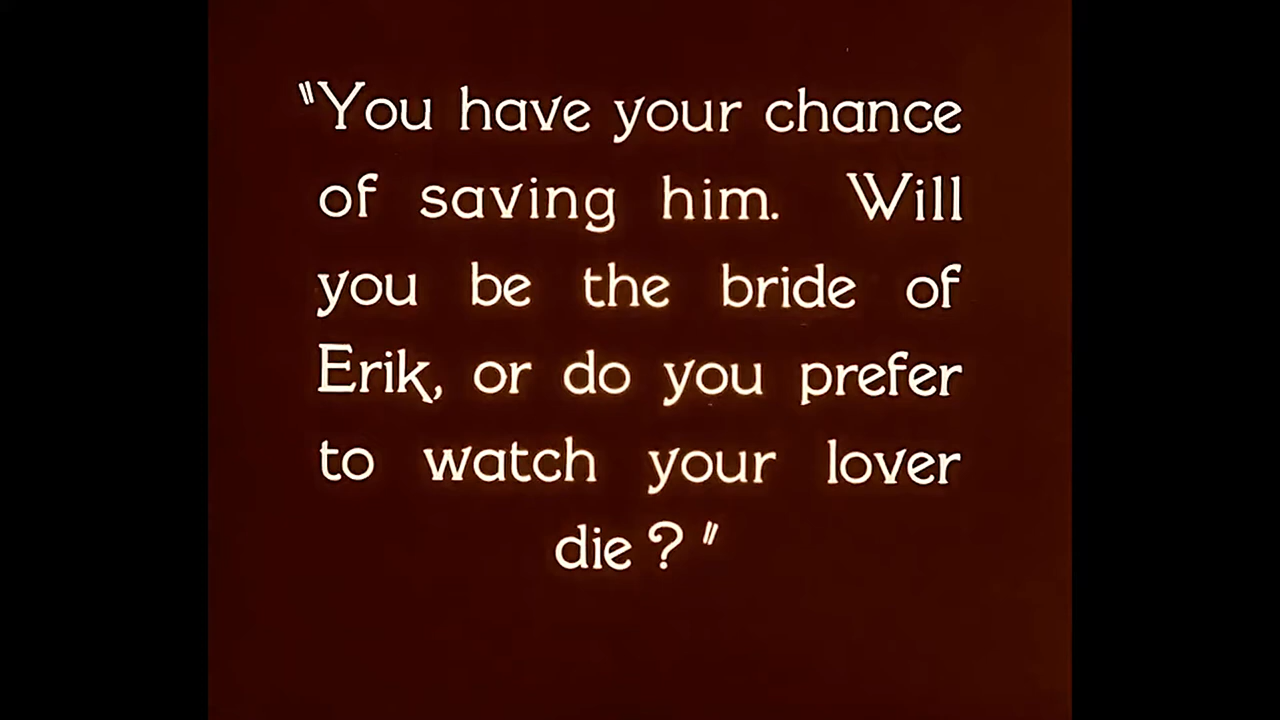 "You have your chance
of saving him. Will
you be the bride of
Erik, or do you prefer
to watch your lover
die?"